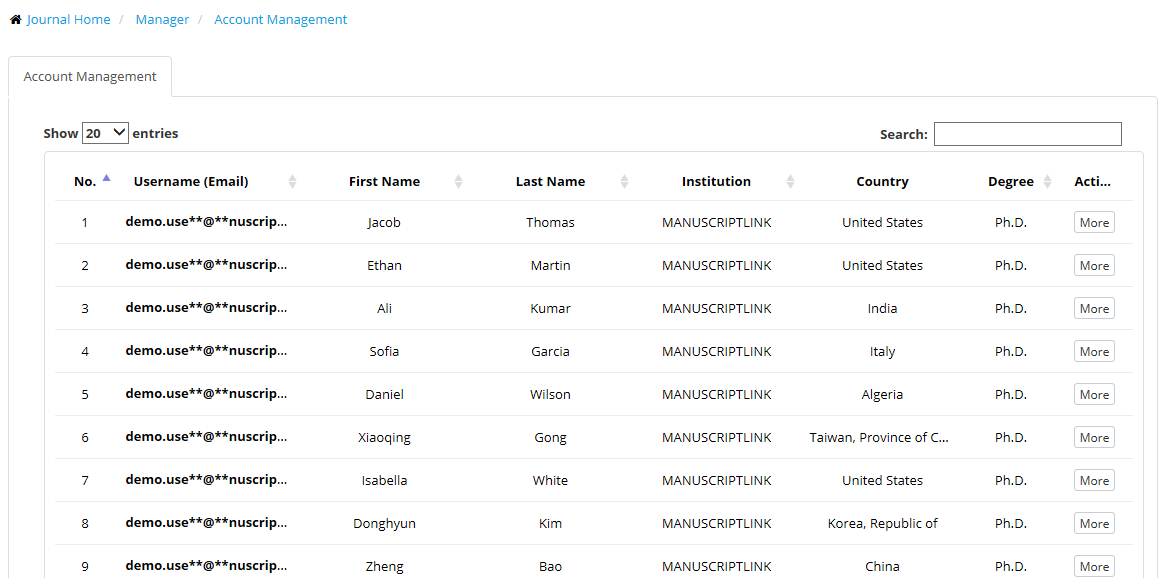 Journal Home / Manager / Account Management
Account Management
Show 20 entries Search:
No. Username (Email) First Name Last Name Institution Country Degree Acti...
1 demo.use**@**nuscrip... Jacob Thomas MANUSCRIPTLINK United States Ph.D. More
2 demo.use**@**nuscrip... Ethan Martin MANUSCRIPTLINK United States Ph.D. More
3 demo.use**@**nuscrip... Ali Kumar MANUSCRIPTLINK India Ph.D. More
4 demo.use**@**nuscrip... Sofia Garcia MANUSCRIPTLINK Italy Ph.D. More
5 demo.use**@**nuscrip... Daniel Wilson MANUSCRIPTLINK Algeria Ph.D. More
6 demo.use**@**nuscrip... Xiaoqing Gong MANUSCRIPTLINK Taiwan, Province of C... Ph.D. More
7 demo.use**@**nuscrip... Isabella White MANUSCRIPTLINK United States Ph.D. More
8 demo.use**@**nuscrip... Donghyun Kim MANUSCRIPTLINK Korea, Republic of Ph.D. More
9 demo.use**@**nuscrip... Zheng Bao MANUSCRIPTLINK China Ph.D. More